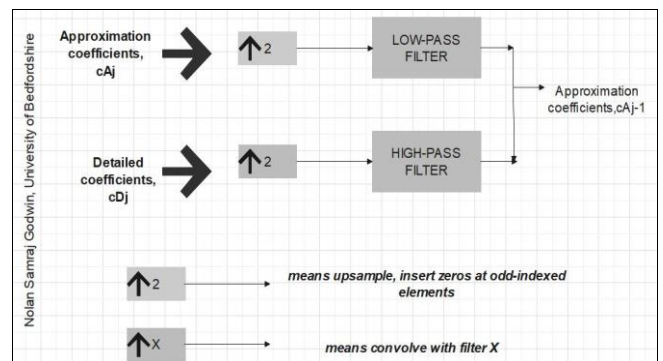 Nolan Samraj Godwin, University of Bedfordshire
Approximation
coefficients,
cAj
↑ 2
LOW-PASS
FILTER
Approximation
coefficients,cAj-1
Detailed
coefficients,
cDj
↑ 2
HIGH-PASS
FILTER
↑ 2
means upsample, insert zeros at odd-indexed
elements
↑ X
means convolve with filter X